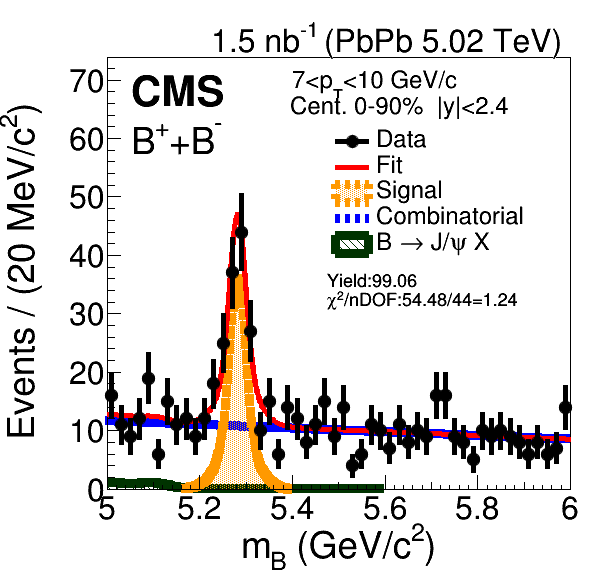 1.5 nb⁻¹ (PbPb 5.02 TeV)
CMS
B⁺+B⁻
7<p_T<10 GeV/c
Cent. 0-90% |y|<2.4
Data
Fit
Signal
Combinatorial
B → J/ψ X
Yield:99.06
χ²/nDOF:54.48/44=1.24
Events / (20 MeV/c²)
70
60
50
40
30
20
10
0
5 5.2 5.4 5.6 5.8 6
m_B (GeV/c²)